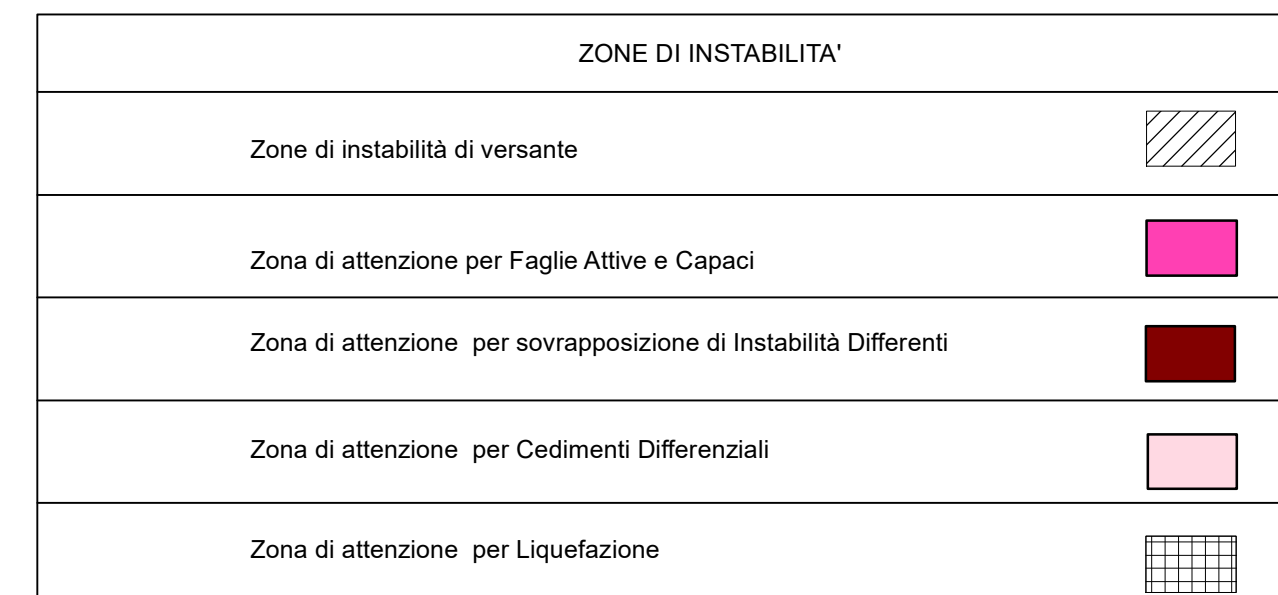 ZONE DI INSTABILITA'
Zone di instabilità di versante
Zona di attenzione per Faglie Attive e Capaci
Zona di attenzione  per sovrapposizione di Instabilità Differenti
Zona di attenzione  per Cedimenti Differenziali
Zona di attenzione  per Liquefazione